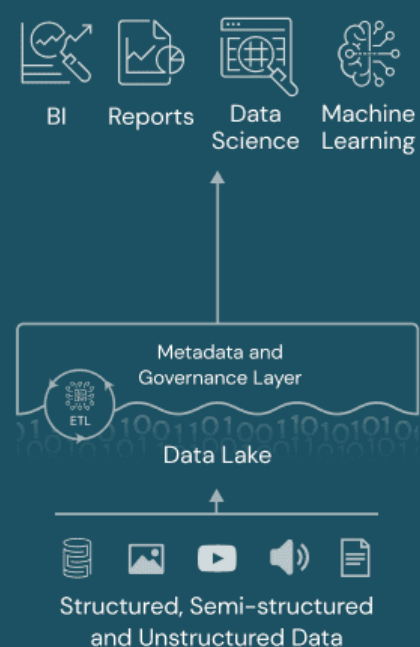 BI
Reports
Data
Science
Machine
Learning
Metadata and
Governance Layer
ETL
Data Lake
Structured, Semi-structured
and Unstructured Data